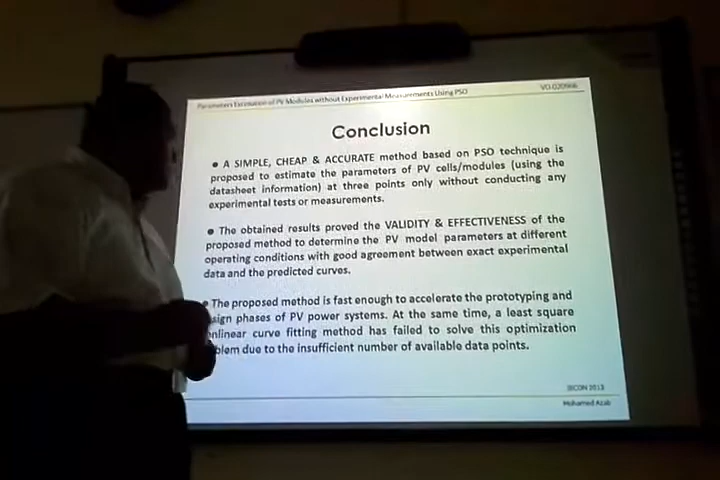 Parameters Estimation of PV Modules without Experimental Measurements Using PSO
Conclusion
● A SIMPLE, CHEAP & ACCURATE method based on PSO technique is
proposed to estimate the parameters of PV cells/modules (using the
datasheet information) at three points only without conducting any
experimental tests or measurements.
● The obtained results proved the VALIDITY & EFFECTIVENESS of the
proposed method to determine the PV model parameters at different
operating conditions with good agreement between exact experimental
data and the predicted curves.
● The proposed method is fast enough to accelerate the prototyping and
sign phases of PV power systems. At the same time, a least square
nlinear curve fitting method has failed to solve this optimization
blem due to the insufficient number of available data points.
2013
Mohamed Azab